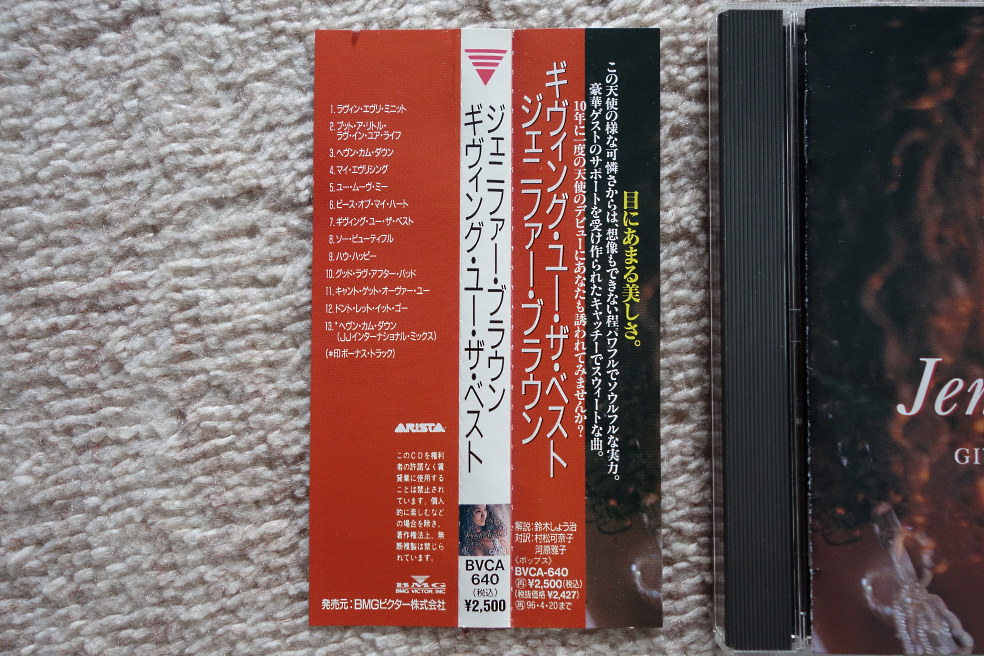 1. ラヴィン・エヴリ・ミニット
2. プット・ア・リトル・
ラヴ・イン・ユア・ライフ
3. ヘヴン・カム・ダウン
4. マイ・エヴリシング
5. ユー・ムーヴ・ミー
6. ピース・オブ・マイ・ハート
7. ギヴィング・ユー・ザ・ベスト
8. ソー・ビューティフル
9. ハウ・ハッピー
10. グッド・ラヴ・アフター・バッド
11. キャント・ゲット・オーヴァー・ユー
12. ドント・レット・イット・ゴー
13. *ヘヴン・カム・ダウン
(JJインターナショナル・ミックス)
(*印ボーナス・トラック)
ARISTA
このCDを権利
者の許諾なく賃
貸業に使用する
ことは禁止され
ています。個人
的に楽しむなど
の場合を除き、
著作権法上、無
断複製は禁じら
れています。
BMG
BMG VICTOR, INC
発売元:BMGビクター株式会社
ジェニファー・ブラウン
ギヴィング・ユー・ザ・ベスト
BVCA
640
(税込)
¥2,500
ギヴィング・ユー・ザ・ベスト
ジェニファー・ブラウン
目にあまる美しさ。
この天使の様な可憐さからは、想像もできない程パワフルでソウルフルな実力。
豪華ゲストのサポートを受け作られたキャッチーでスウィートな曲。
10年に一度の天使のデビューにあなたも誘われてみませんか?
解説:鈴木しょう治
対訳:村松可奈子
河原雅子
《ポップス》
BVCA-640
再¥2,500(税込)
(税抜価格 ¥2,427)
再96・4・20まで
Jen
GI